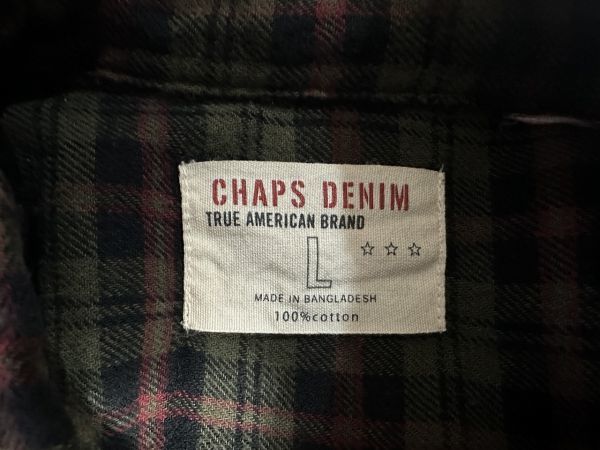 CHAPS DENIM
TRUE AMERICAN BRAND
L
MADE IN BANGLADESH
100%cotton